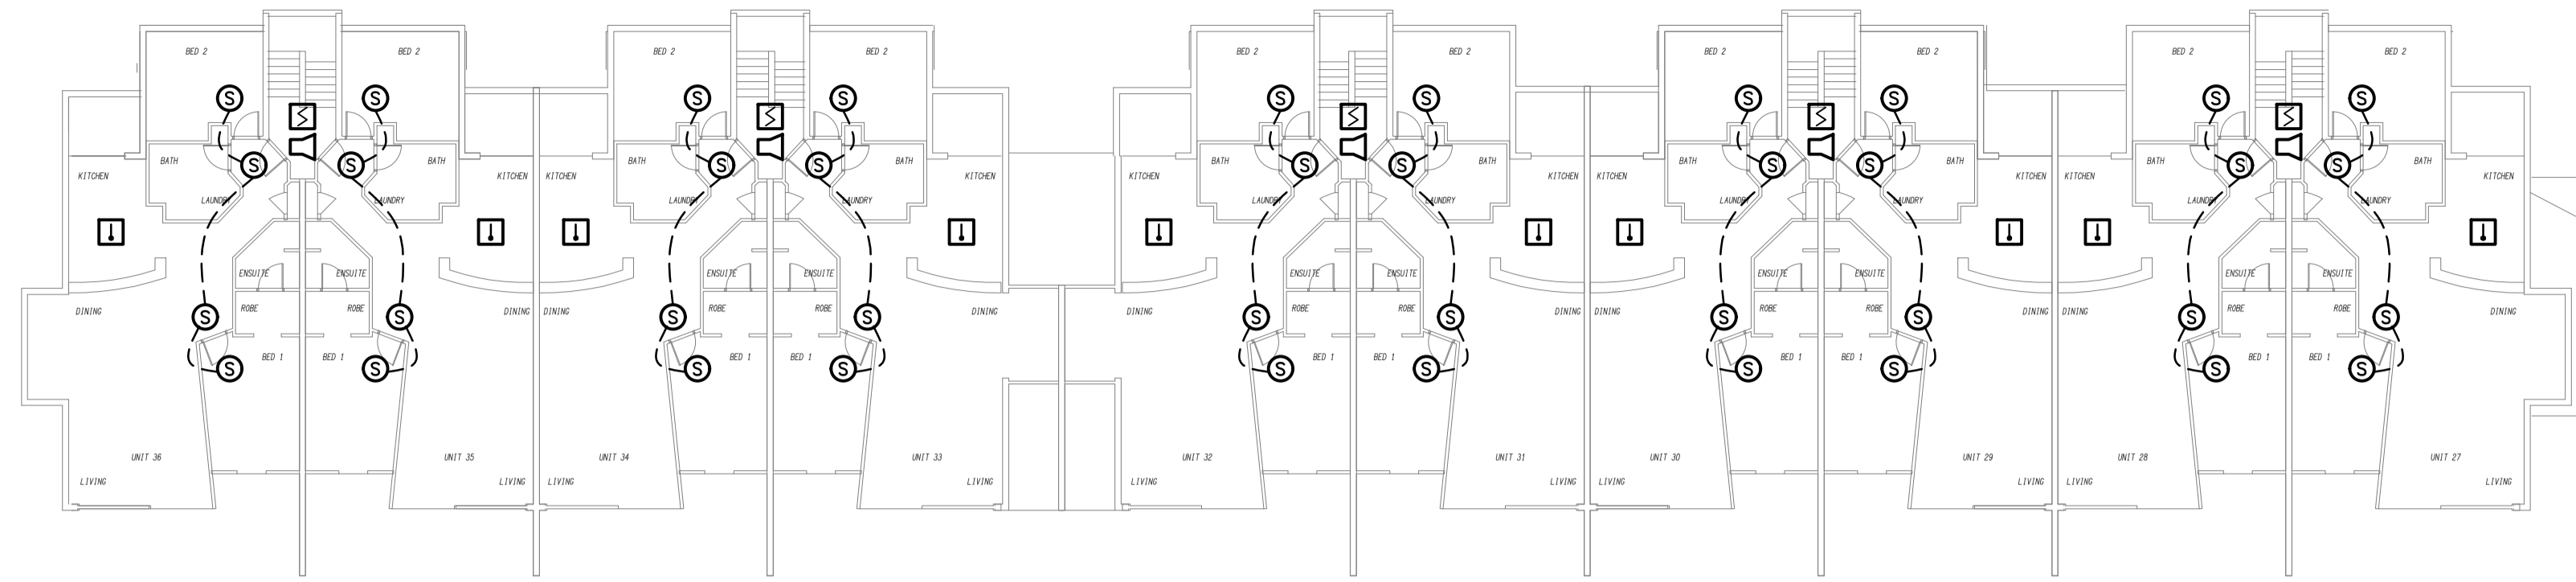 BED 2 BED 2 BED 2 BED 2 BED 2 BED 2 BED 2 BED 2 BED 2 BED 2
S S S S S S S S S S
BATH BATH BATH BATH BATH BATH BATH BATH BATH BATH
S S S S S S S S S S
KITCHEN KITCHEN KITCHEN KITCHEN KITCHEN KITCHEN KITCHEN KITCHEN KITCHEN KITCHEN
LAUNDRY LAUNDRY LAUNDRY LAUNDRY LAUNDRY LAUNDRY LAUNDRY LAUNDRY LAUNDRY LAUNDRY
ENSUITE ENSUITE ENSUITE ENSUITE ENSUITE ENSUITE ENSUITE ENSUITE ENSUITE ENSUITE
ROBE ROBE ROBE ROBE ROBE ROBE ROBE ROBE ROBE ROBE
DINING DINING DINING DINING DINING DINING DINING DINING DINING DINING
S S S S S S S S S S
BED 1 BED 1 BED 1 BED 1 BED 1 BED 1 BED 1 BED 1 BED 1 BED 1
S S S S S S S S S S
UNIT 36 UNIT 35 UNIT 34 UNIT 33 UNIT 32 UNIT 31 UNIT 30 UNIT 29 UNIT 28 UNIT 27
LIVING LIVING LIVING LIVING LIVING LIVING LIVING LIVING LIVING LIVING